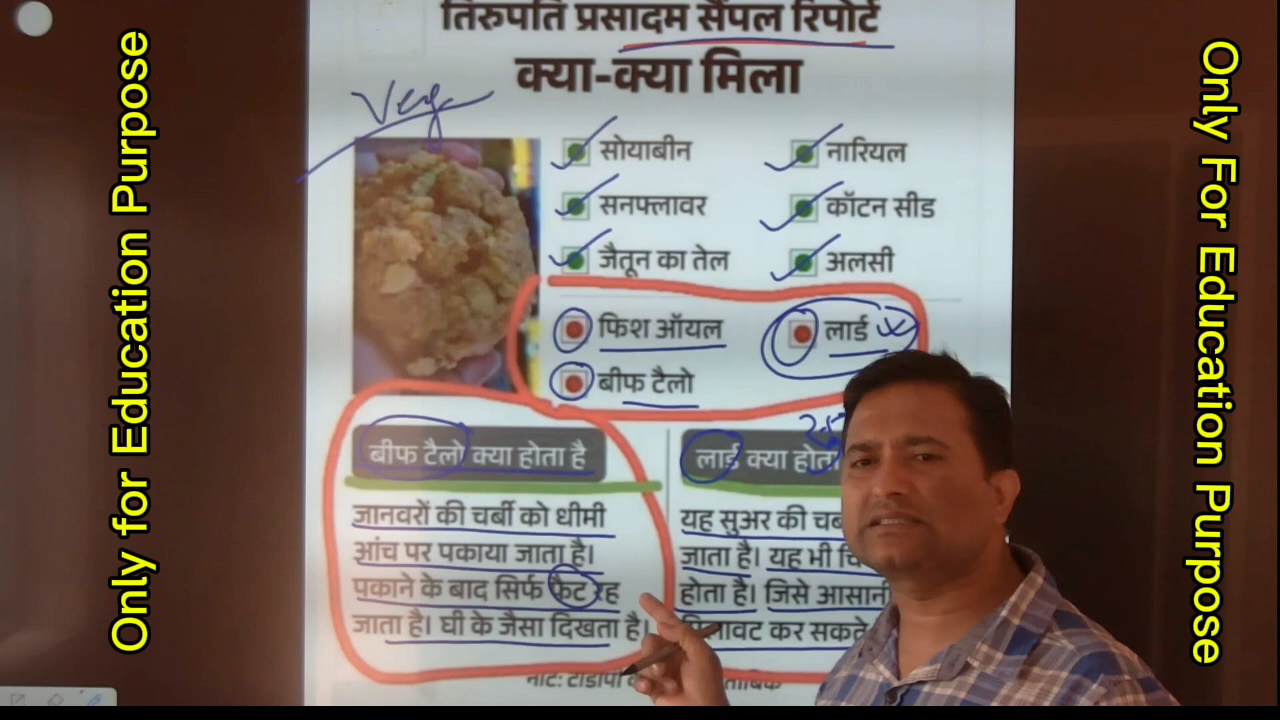 तिरुपति प्रसादम सैंपल रिपोर्ट
क्या-क्या मिला
Veg
सोयाबीन
नारियल
सनफ्लावर
कॉटन सीड
जैतून का तेल
अलसी
फिश ऑयल
लार्ड
बीफ टैलो
बीफ टैलो क्या होता है
जानवरों की चर्बी को धीमी
आंच पर पकाया जाता है।
पकाने के बाद सिर्फ फैट रह
जाता है। घी के जैसा दिखता है।
लार्ड क्या होता
यह सुअर की
जाता है। यह भी
होता है। जिसे आसानी
मिलावट कर सकते
Only for Education Purpose
Only For Education Purpose